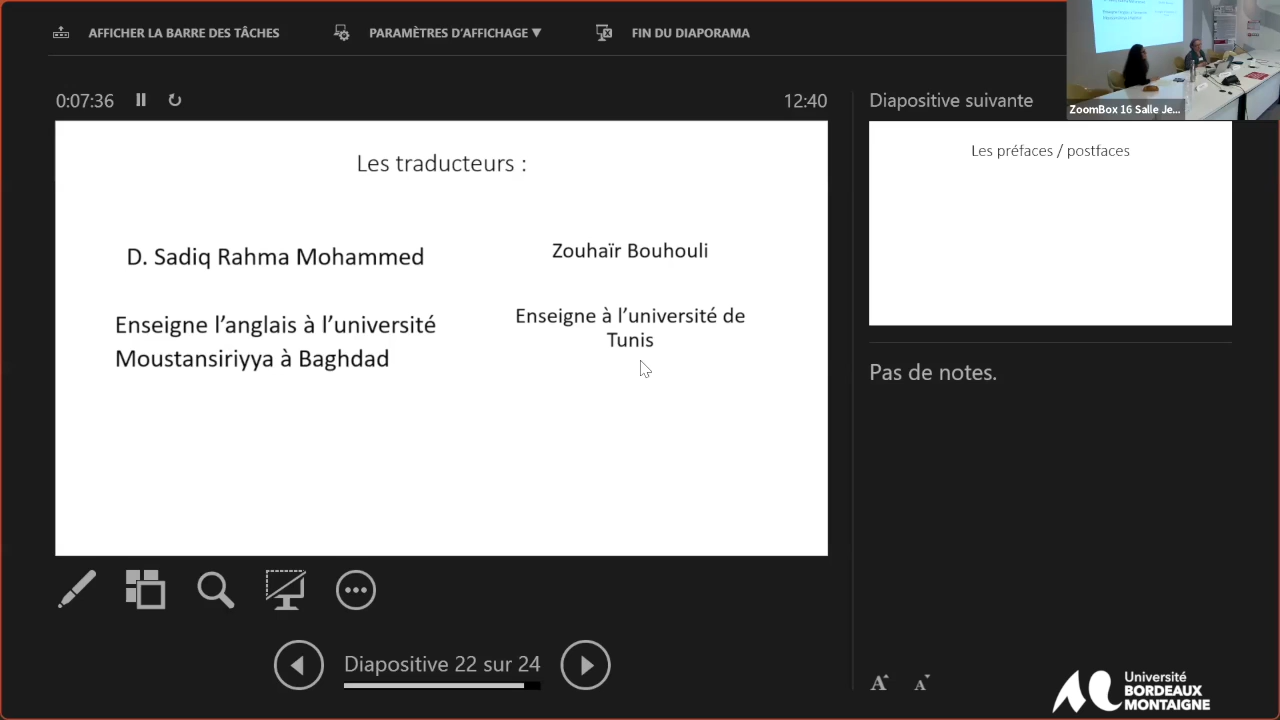 AFFICHER LA BARRE DES TÂCHES
PARAMÈTRES D'AFFICHAGE ▼
FIN DU DIAPORAMA
ZoomBox 16 Salle Je...
0:07:36
12:40
Diapositive suivante
Les traducteurs :
D. Sadiq Rahma Mohammed
Enseigne l’anglais à l’université
Moustansiriyya à Baghdad
Zouhaïr Bouhouli
Enseigne à l’université de
Tunis
Les préfaces / postfaces
Pas de notes.
Diapositive 22 sur 24
A A
Université
BORDEAUX
MONTAIGNE